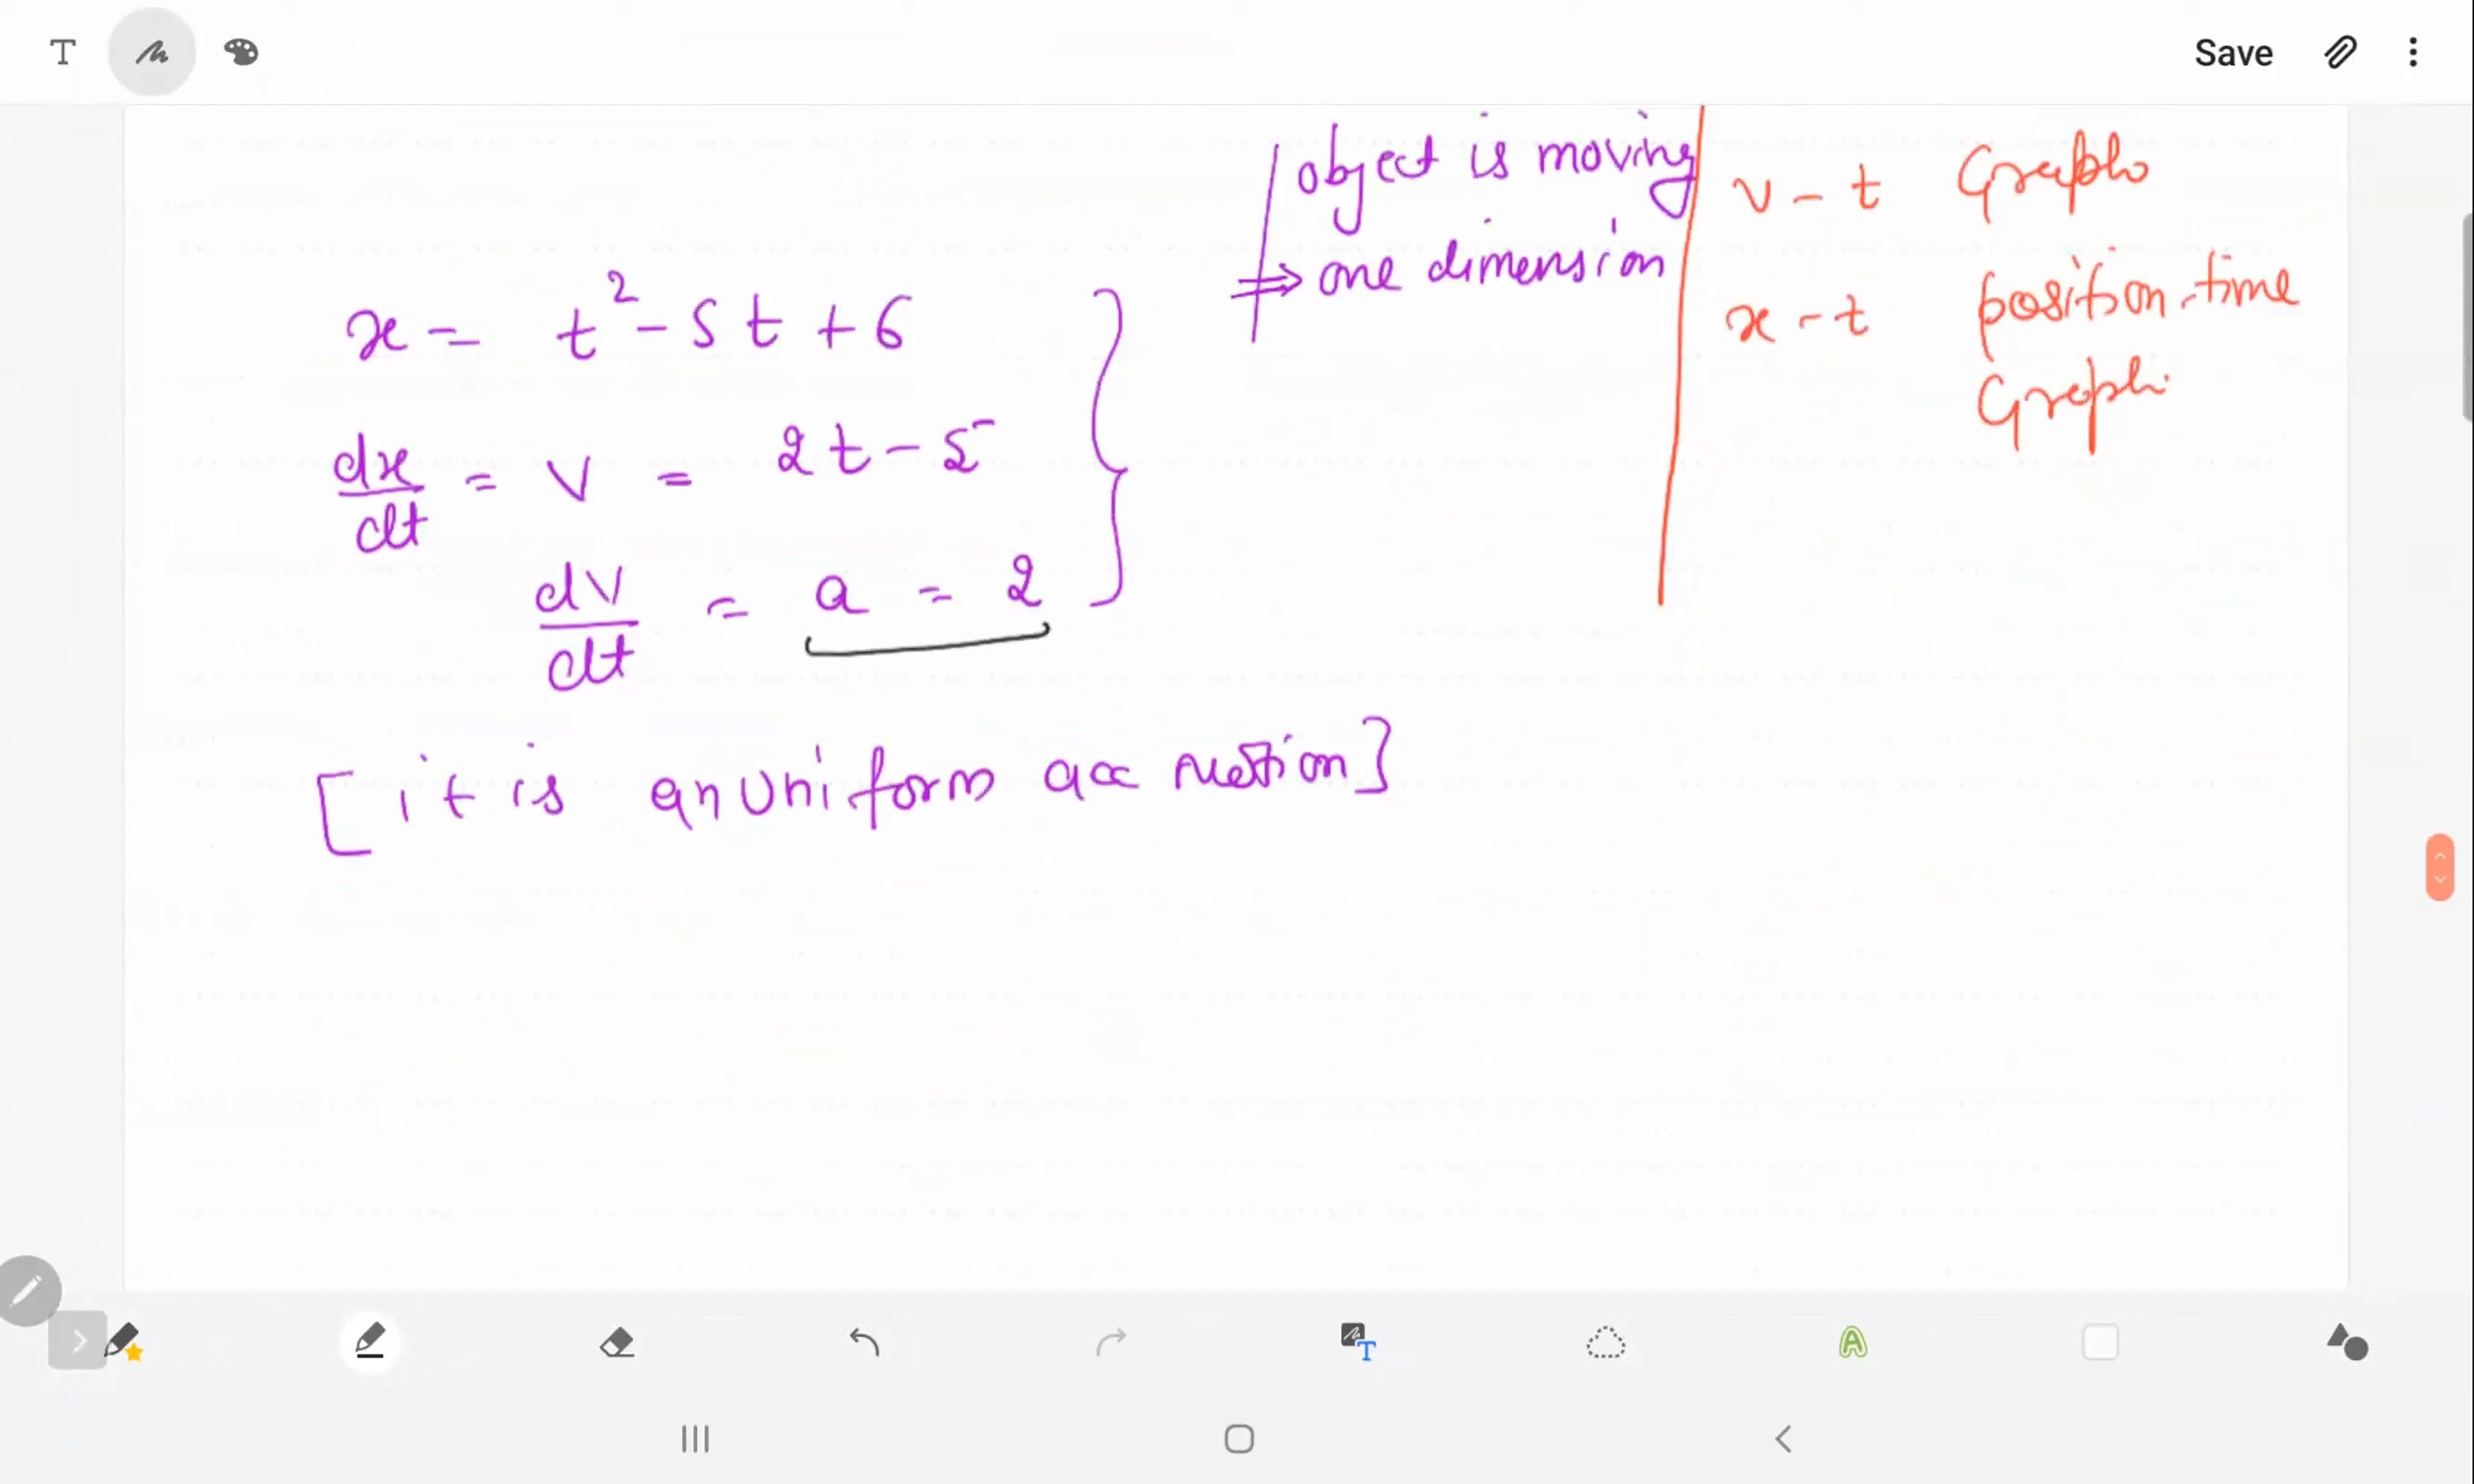 T Save
object is moving
⇒ one dimension
v - t Graph
x - t position-time
Graph
x = t² - 5t + 6
dx/dt = v = 2t - 5
dv/dt = a = 2
[it is an uniform acc motion]
T
A